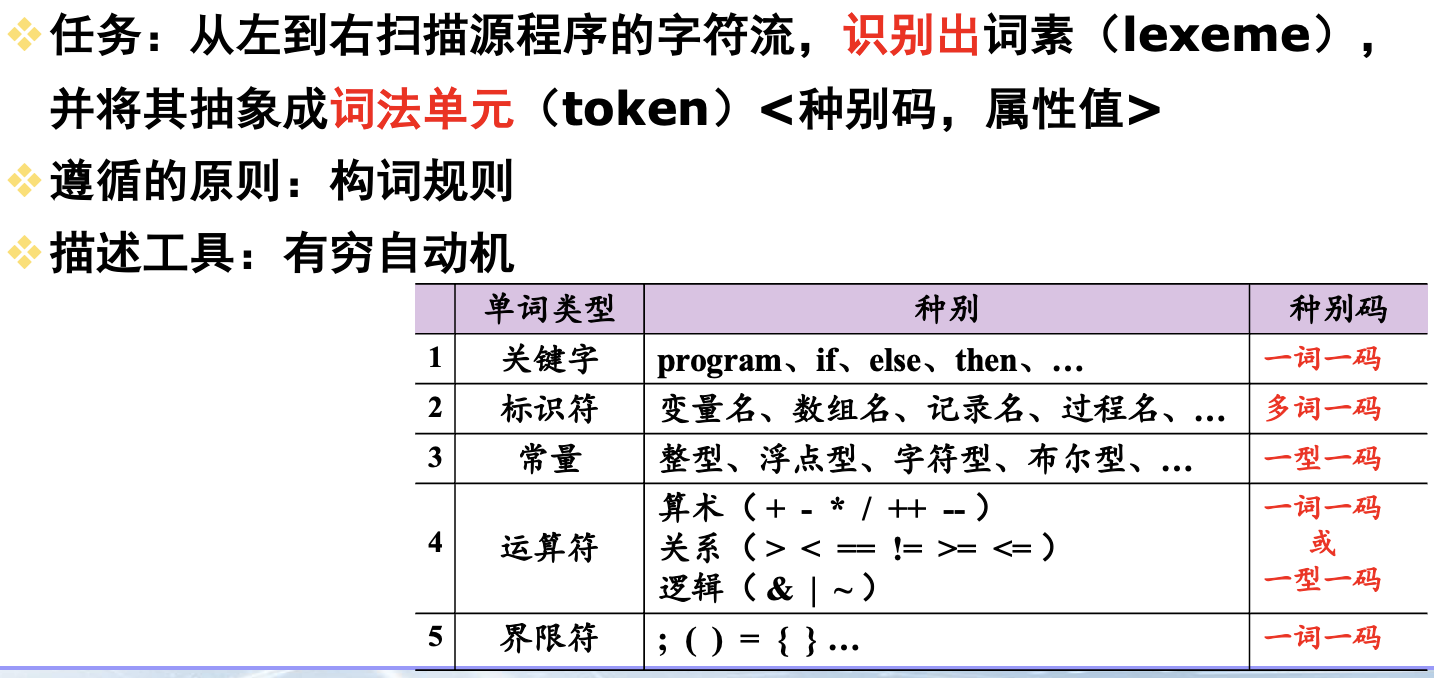 任务：从左到右扫描源程序的字符流，识别出词素（lexeme），
并将其抽象成词法单元（token）<种别码，属性值>
遵循的原则：构词规则
描述工具：有穷自动机
单词类型 种别 种别码
1 关键字 program、if、else、then、… 一词一码
2 标识符 变量名、数组名、记录名、过程名、… 多词一码
3 常量 整型、浮点型、字符型、布尔型、… 一型一码
4 运算符 算术（+ - * / ++ --） 一词一码
关系（> < == != >= <=） 或
逻辑（& | ~） 一型一码
5 界限符 ; ( ) = { } … 一词一码